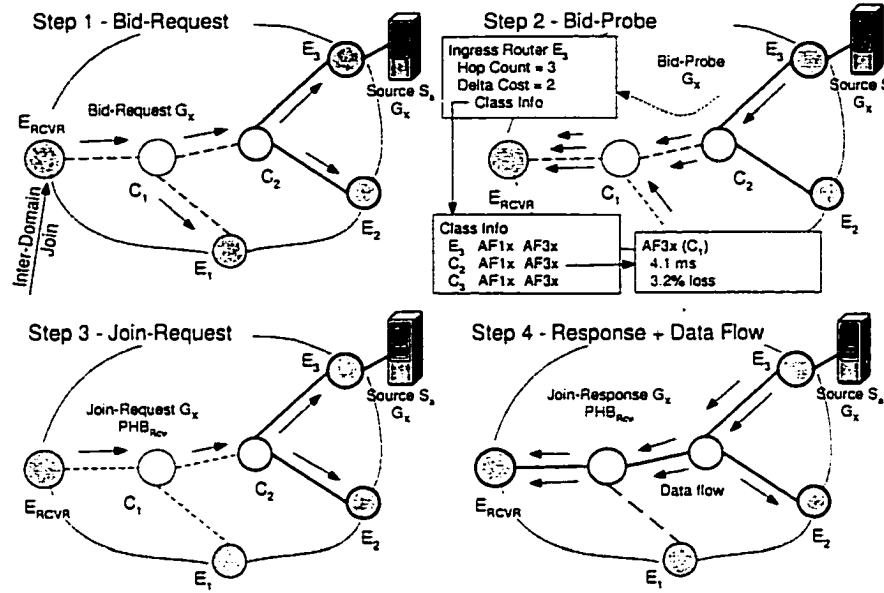 Step 1 - Bid-Request
E3
Source Sa
Gx
Bid-Request Gx
ERCVR
C1
C2
E2
E1
Inter-Domain
Join
Step 2 - Bid-Probe
Ingress Router E3
Hop Count = 3
Delta Cost = 2
Class Info
Bid-Probe
Gx
E3
Source S
Gx
ERCVR
C1
C2
E2
Class Info
E3 AF1x AF3x
C2 AF1x AF3x
C3 AF1x AF3x
AF3x (C1)
4.1 ms
3.2% loss
Step 3 - Join-Request
E3
Source Sa
Gx
Join-Request Gx
PHBRcv
ERCVR
C1
C2
E2
E1
Step 4 - Response + Data Flow
E3
Source Sa
Gx
Join-Response Gx
PHBRcv
Data flow
ERCVR
E2
E1